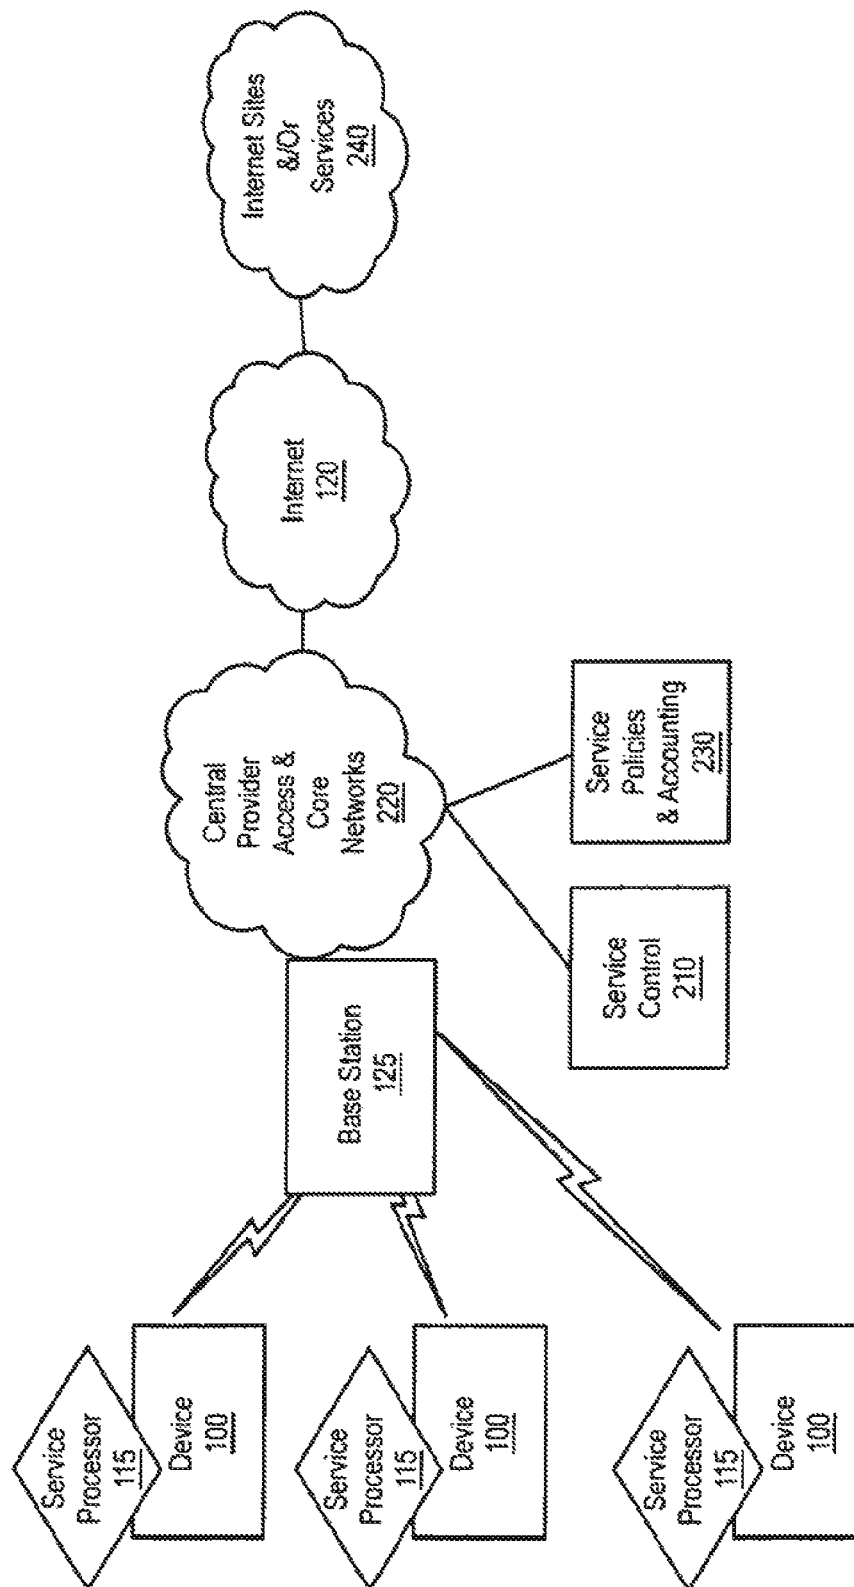 Service
Processor
115
Device
100
Service
Processor
115
Device
100
Service
Processor
115
Device
100
Base Station
125
Central
Provider
Access &
Core
Networks
220
Internet
120
Internet Sites
&/Or
Services
240
Service
Control
210
Service
Policies
& Accounting
230